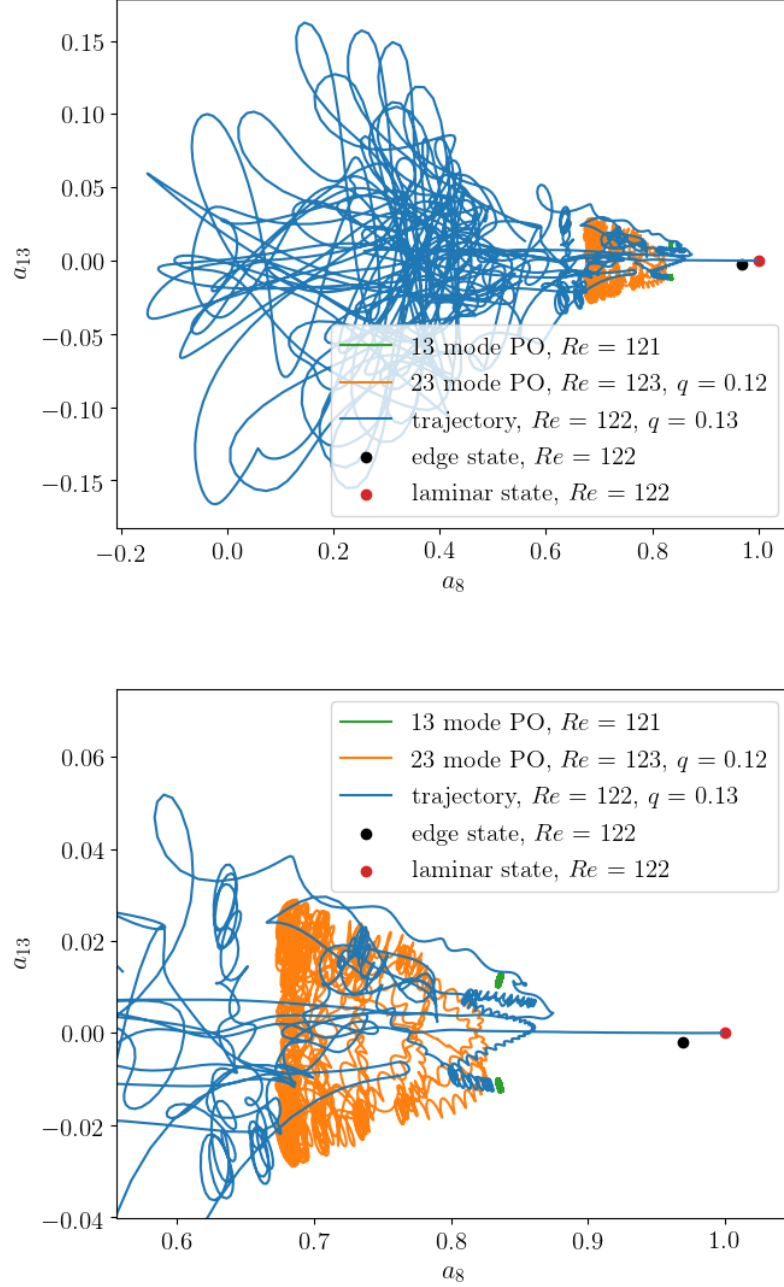 0.15
0.10
0.05
0.00
−0.05
−0.10
−0.15
a13
13 mode PO, Re = 121
23 mode PO, Re = 123, q = 0.12
trajectory, Re = 122, q = 0.13
edge state, Re = 122
laminar state, Re = 122
−0.2 0.0 0.2 0.4 0.6 0.8 1.0
a8
0.06
0.04
0.02
0.00
−0.02
−0.04
a13
13 mode PO, Re = 121
23 mode PO, Re = 123, q = 0.12
trajectory, Re = 122, q = 0.13
edge state, Re = 122
laminar state, Re = 122
0.6 0.7 0.8 0.9 1.0
a8